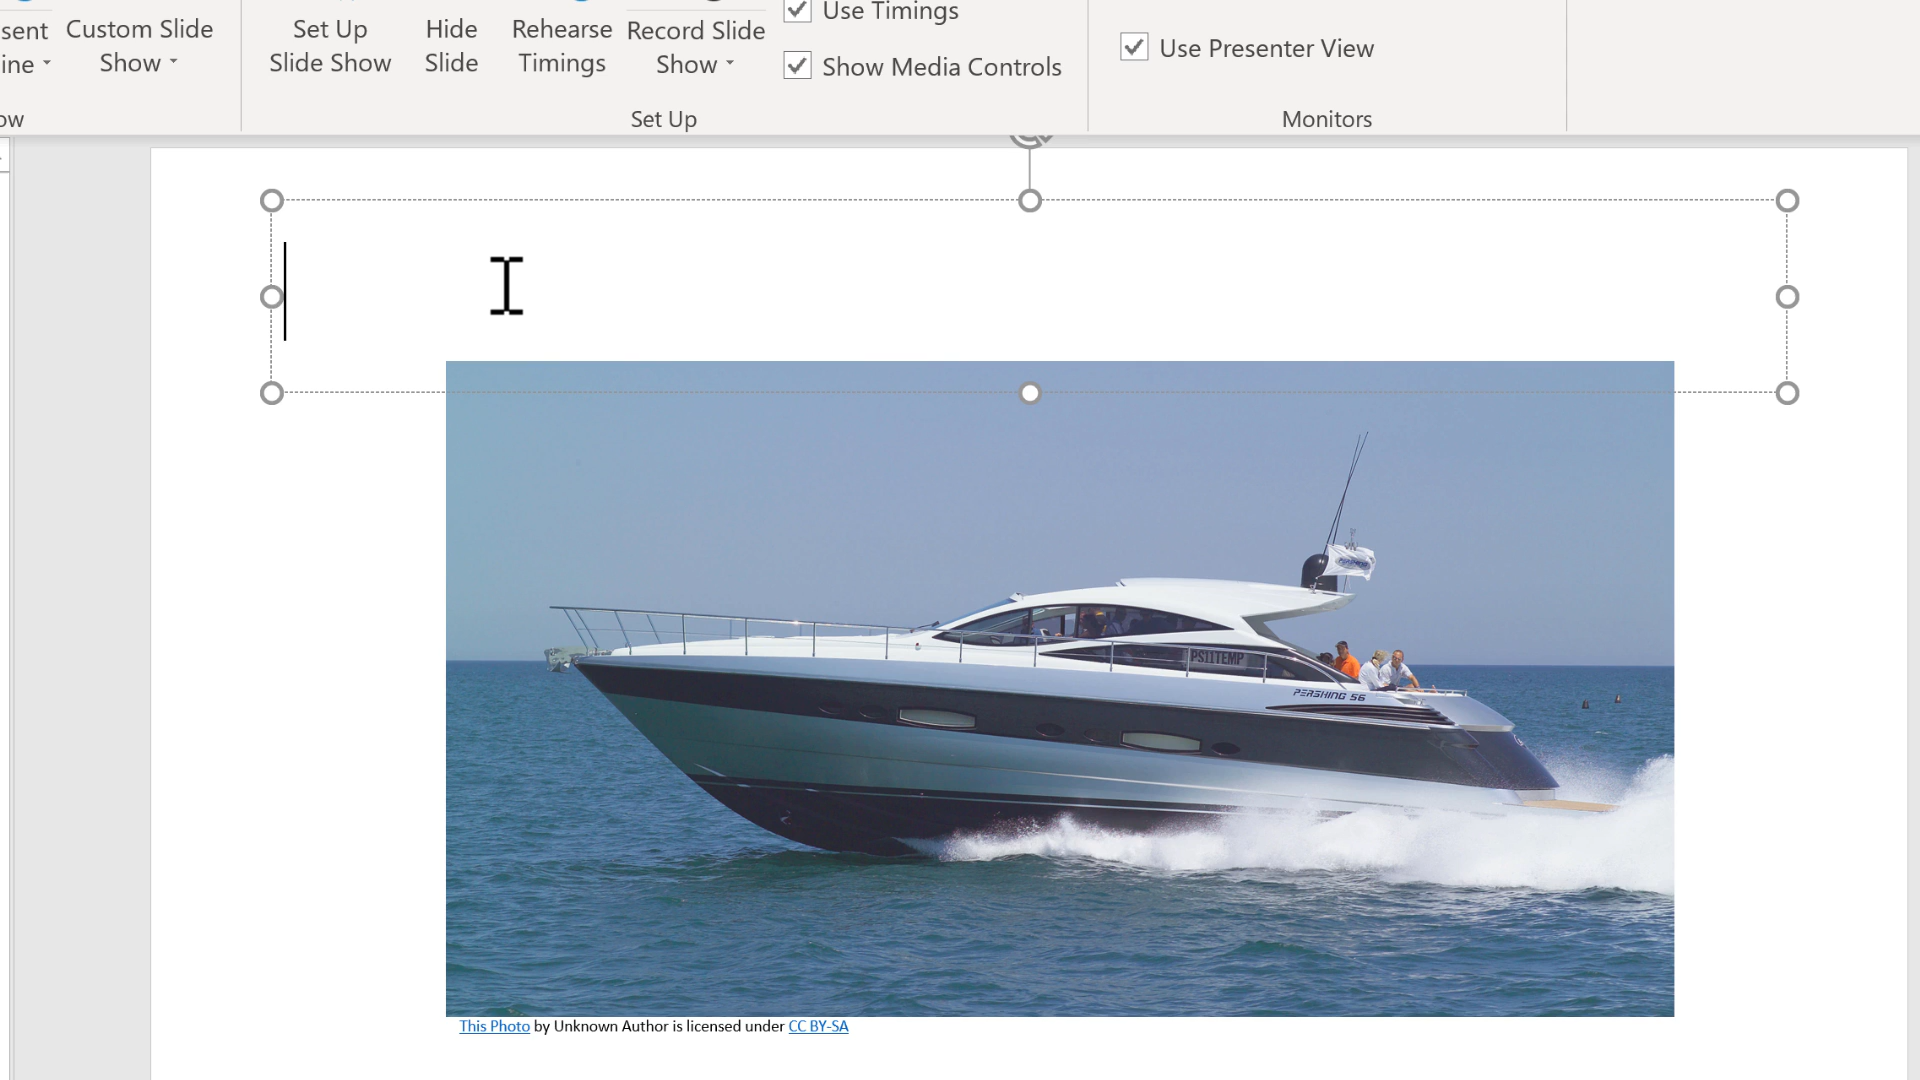 sent
ine
ow
Custom Slide
Show
Set Up
Slide Show
Hide
Slide
Rehearse
Timings
Record Slide
Show
Use Timings
Show Media Controls
Set Up
Use Presenter View
Monitors
PS11TEMP
PERSHING 56
This Photo by Unknown Author is licensed under CC BY-SA